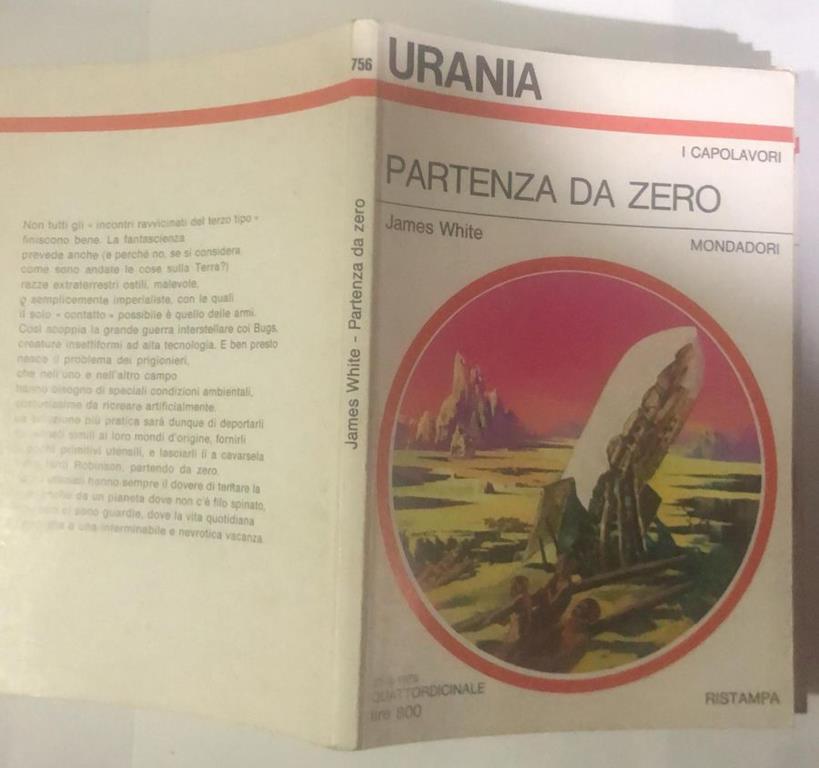 Non tutti gli « incontri ravvicinati del terzo tipo »
finiscono bene. La fantascienza
prevede anche (e perché no, se si considera
come sono andate le cose sulla Terra?)
razze extraterrestri ostili, malevole,
o semplicemente imperialiste, con le quali
il solo « contatto » possibile è quello delle armi.
Così scoppia la grande guerra interstellare coi Bugs,
creature insettiformi ad alta tecnologia. E ben presto
nasce il problema dei prigionieri,
che nell'uno e nell'altro campo
hanno bisogno di speciali condizioni ambientali,
da ricreare artificialmente.
soluzione più pratica sarà dunque di deportarli
simili ai loro mondi d'origine, fornirli
primitivi utensili, e lasciarli lì a cavarsela
Robinson, partendo da zero.
hanno sempre il dovere di tentare la
da un pianeta dove non c'è filo spinato,
ci sono guardie, dove la vita quotidiana
a una interminabile e nevrotica vacanza
756
James White - Partenza da zero
URANIA
I CAPOLAVORI
PARTENZA DA ZERO
James White
MONDADORI
QUATTORDICINALE
lire 800
RISTAMPA